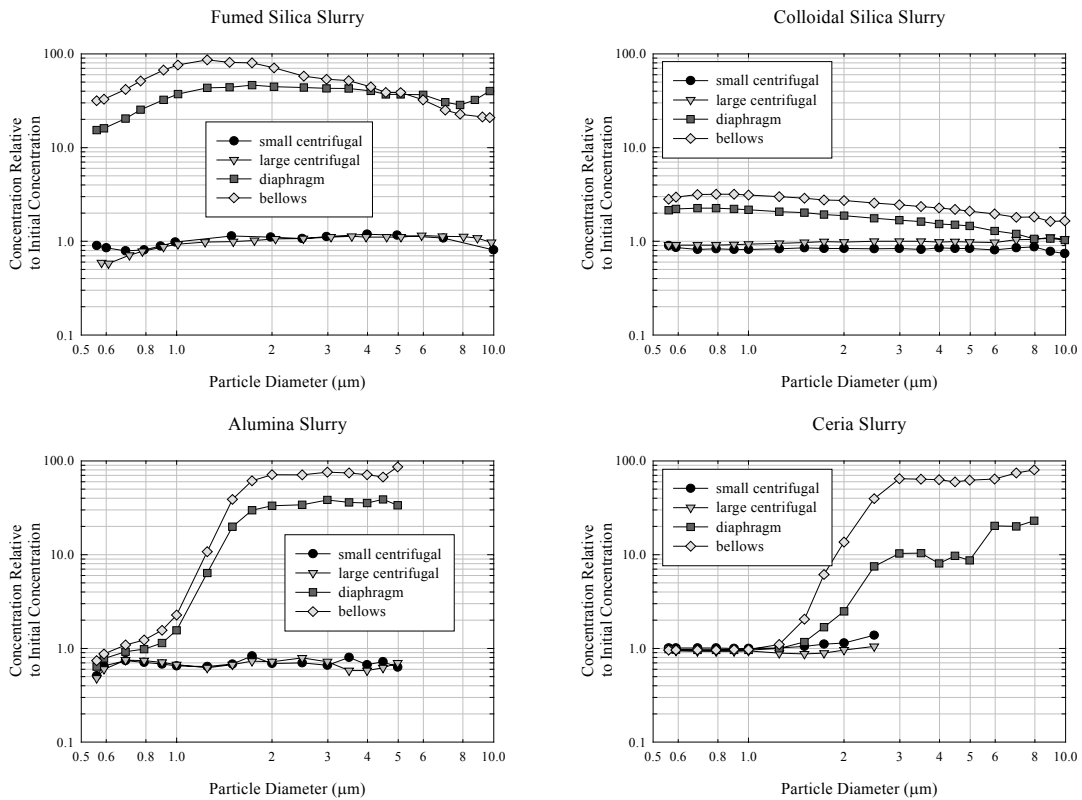 Fumed Silica Slurry
Concentration Relative
to Initial Concentration
100.0
10.0
1.0
0.1
small centrifugal
large centrifugal
diaphragm
bellows
0.5 0.6 0.8 1.0 2 3 4 5 6 8 10.0
Particle Diameter (μm)
Colloidal Silica Slurry
Concentration Relative
to Initial Concentration
100.0
10.0
1.0
0.1
small centrifugal
large centrifugal
diaphragm
bellows
0.5 0.6 0.8 1.0 2 3 4 5 6 8 10.0
Particle Diameter (μm)
Alumina Slurry
Concentration Relative
to Initial Concentration
100.0
10.0
1.0
0.1
small centrifugal
large centrifugal
diaphragm
bellows
0.5 0.6 0.8 1.0 2 3 4 5 6 8 10.0
Particle Diameter (μm)
Ceria Slurry
Concentration Relative
to Initial Concentration
100.0
10.0
1.0
0.1
small centrifugal
large centrifugal
diaphragm
bellows
0.5 0.6 0.8 1.0 2 3 4 5 6 8 10.0
Particle Diameter (μm)